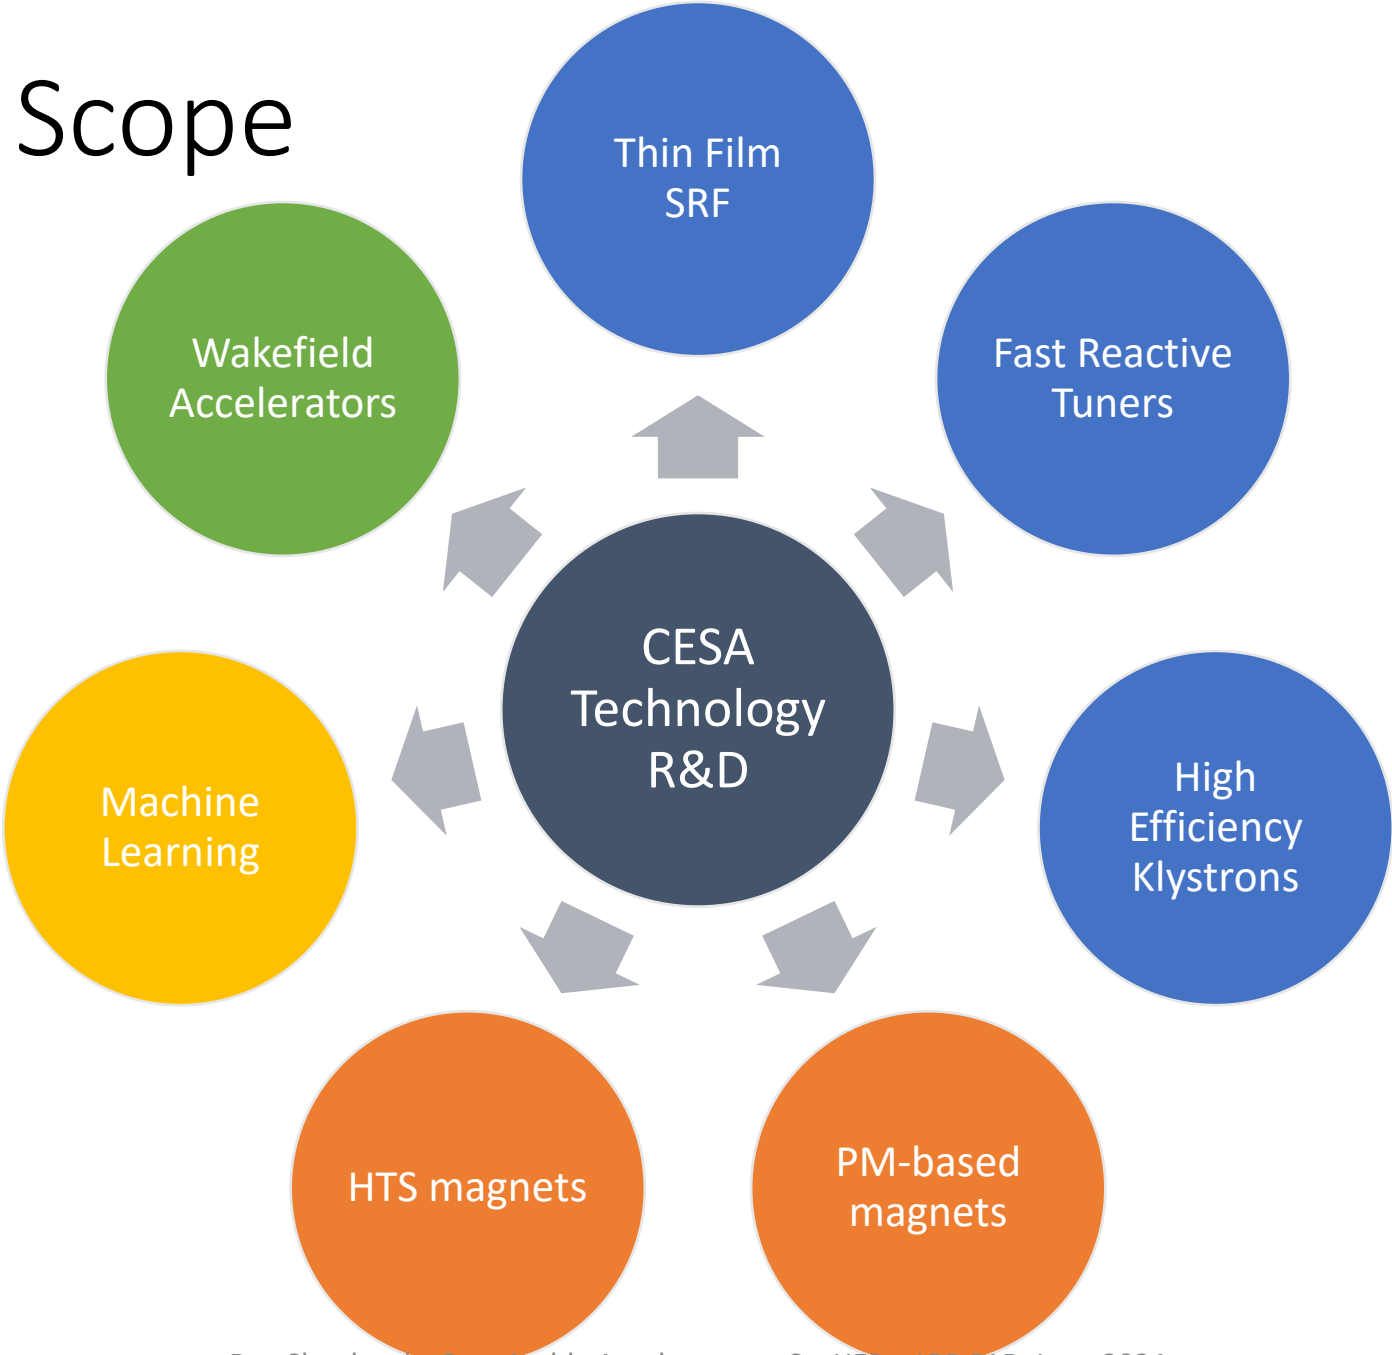 Scope
Thin Film
SRF
Fast Reactive
Tuners
High
Efficiency
Klystrons
PM-based
magnets
HTS magnets
Machine
Learning
Wakefield
Accelerators
CESA
Technology
R&D